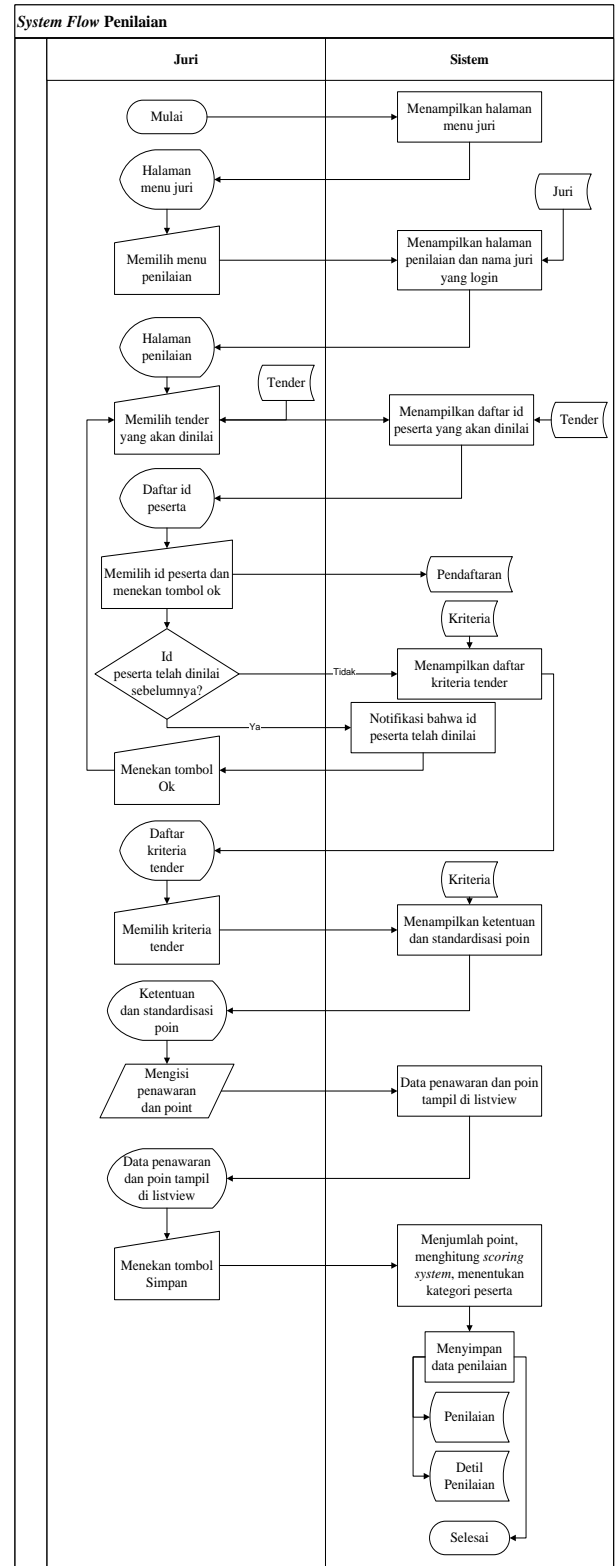 System Flow Penilaian
Juri
Sistem
Mulai
Menampilkan halaman
menu juri
Halaman
menu juri
Juri
Memilih menu
penilaian
Menampilkan halaman
penilaian dan nama juri
yang login
Halaman
penilaian
Tender
Memilih tender
yang akan dinilai
Menampilkan daftar id
peserta yang akan dinilai
Tender
Daftar id
peserta
Memilih id peserta dan
menekan tombol ok
Pendaftaran
Kriteria
Id
peserta telah dinilai
sebelumnya?
Tidak
Menampilkan daftar
kriteria tender
Ya
Notifikasi bahwa id
peserta telah dinilai
Menekan tombol
Ok
Daftar
kriteria
tender
Kriteria
Memilih kriteria
tender
Menampilkan ketentuan
dan standardisasi poin
Ketentuan
dan standardisasi
poin
Mengisi
penawaran
dan point
Data penawaran dan poin
tampil di listview
Data penawaran
dan poin tampil
di listview
Menekan tombol
Simpan
Menjumlah point,
menghitung scoring
system, menentukan
kategori peserta
Menyimpan
data penilaian
Penilaian
Detil
Penilaian
Selesai